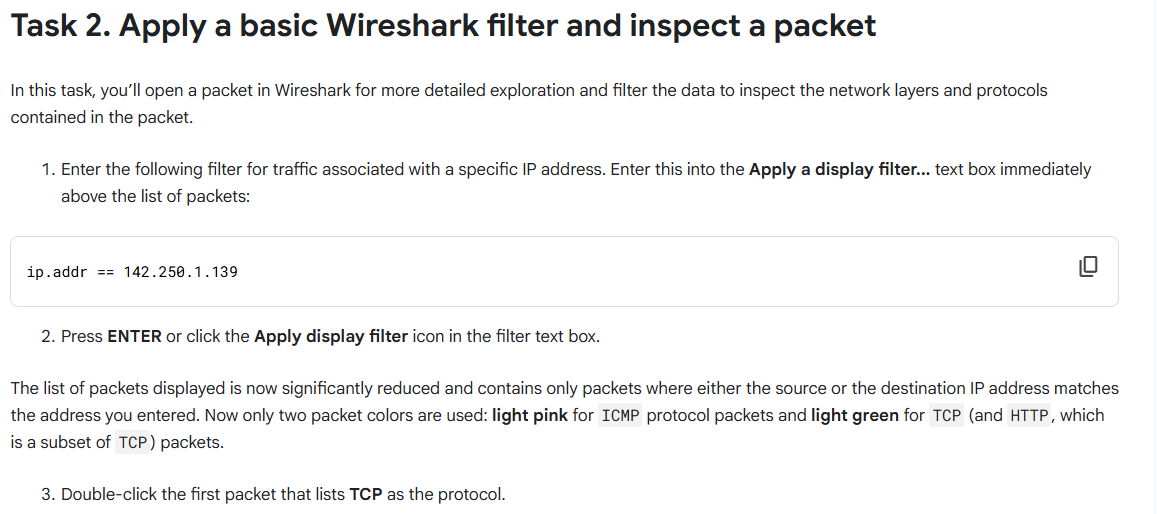 Task 2. Apply a basic Wireshark filter and inspect a packet
In this task, you’ll open a packet in Wireshark for more detailed exploration and filter the data to inspect the network layers and protocols
contained in the packet.
1. Enter the following filter for traffic associated with a specific IP address. Enter this into the Apply a display filter... text box immediately
above the list of packets:
ip.addr == 142.250.1.139
2. Press ENTER or click the Apply display filter icon in the filter text box.
The list of packets displayed is now significantly reduced and contains only packets where either the source or the destination IP address matches
the address you entered. Now only two packet colors are used: light pink for ICMP protocol packets and light green for TCP (and HTTP, which
is a subset of TCP) packets.
3. Double-click the first packet that lists TCP as the protocol.